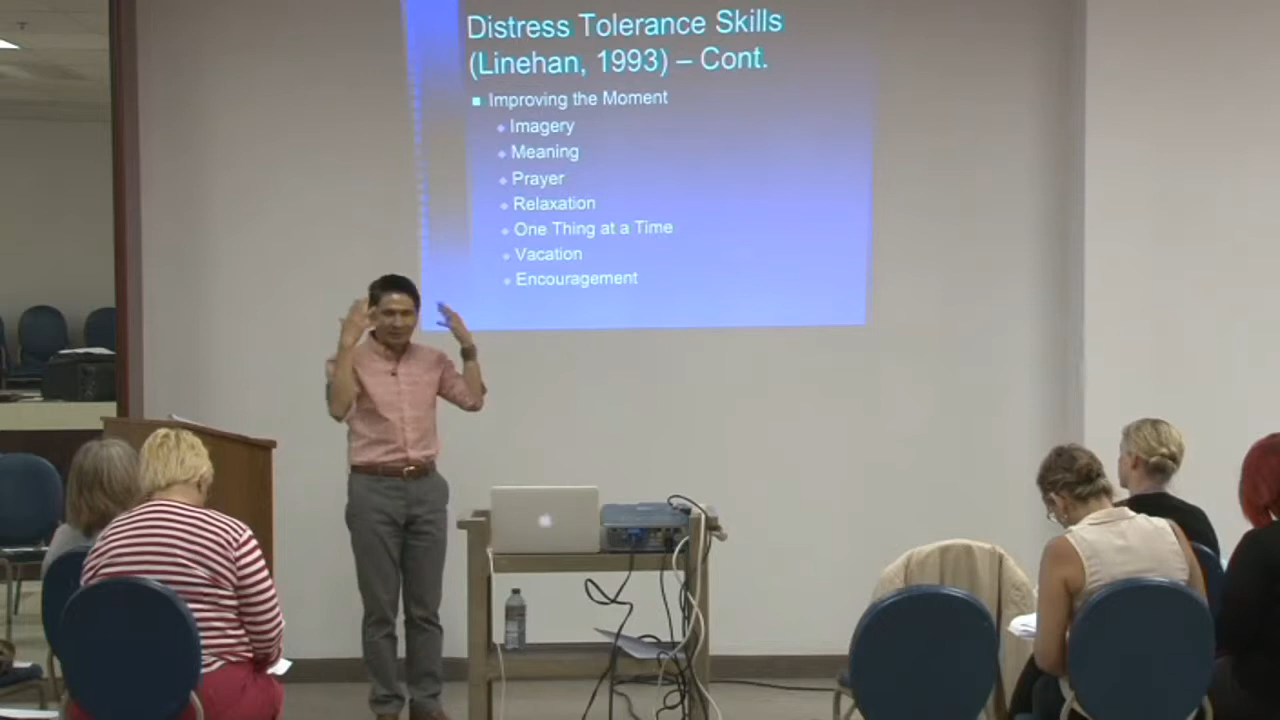 Distress Tolerance Skills
(Linehan, 1993) – Cont.
Improving the Moment
Imagery
Meaning
Prayer
Relaxation
One Thing at a Time
Vacation
Encouragement